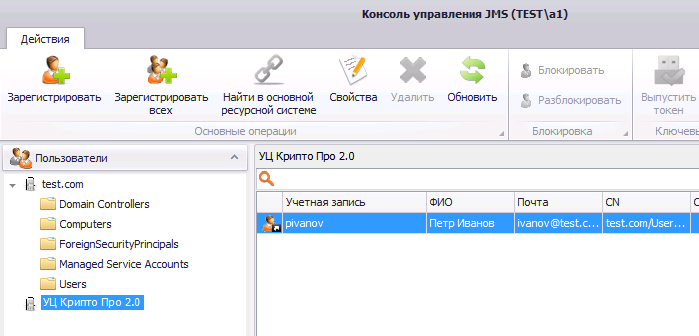 Консоль управления JMS (TEST\a1)
Действия
Зарегистрировать
Зарегистрировать всех
Найти в основной ресурсной системе
Свойства
Удалить
Обновить
Основные операции
Блокировать
Разблокировать
Блокировка
Выпустить токен
Ключевы
Пользователи
test.com
Domain Controllers
Computers
ForeignSecurityPrincipals
Managed Service Accounts
Users
УЦ Крипто Про 2.0
УЦ Крипто Про 2.0
Учетная запись ФИО Почта CN
pivanov Петр Иванов ivanov@test.c... test.com/User...